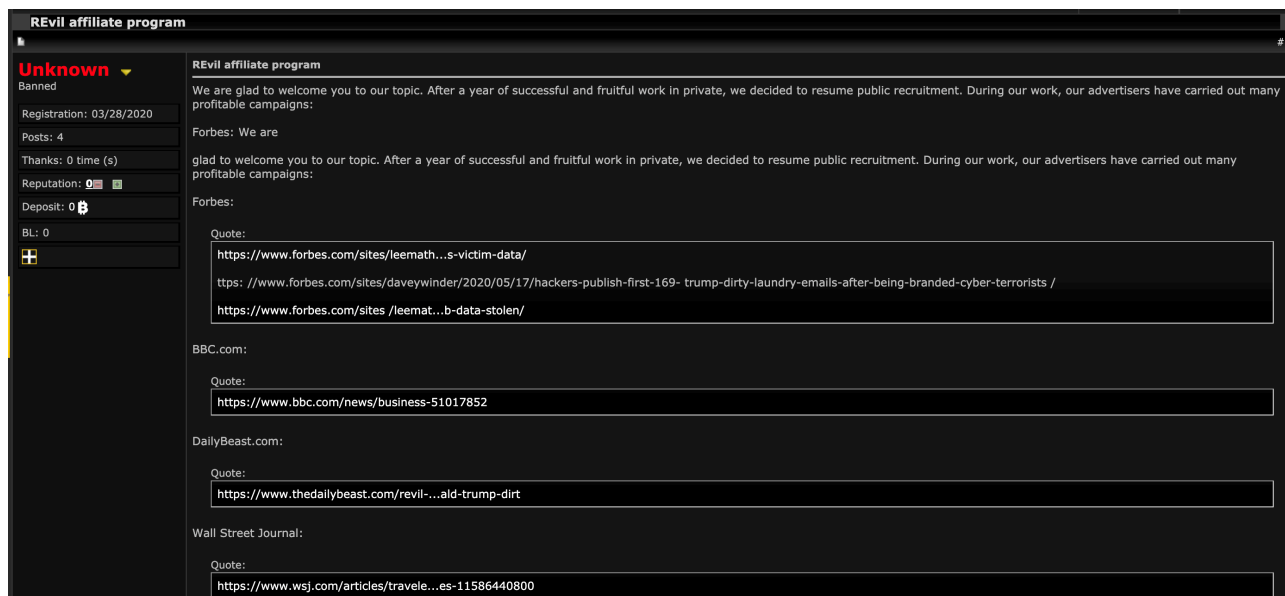 REvil affiliate program
#
Unknown
Banned
Registration: 03/28/2020
Posts: 4
Thanks: 0 time (s)
Reputation: 0
Deposit: 0
BL: 0
REvil affiliate program
We are glad to welcome you to our topic. After a year of successful and fruitful work in private, we decided to resume public recruitment. During our work, our advertisers have carried out many
profitable campaigns:
Forbes: We are
glad to welcome you to our topic. After a year of successful and fruitful work in private, we decided to resume public recruitment. During our work, our advertisers have carried out many
profitable campaigns:
Forbes:
Quote:
https://www.forbes.com/sites/leemath...s-victim-data/
ttps: //www.forbes.com/sites/daveywinder/2020/05/17/hackers-publish-first-169- trump-dirty-laundry-emails-after-being-branded-cyber-terrorists /
https://www.forbes.com/sites /leemat...b-data-stolen/
BBC.com:
Quote:
https://www.bbc.com/news/business-51017852
DailyBeast.com:
Quote:
https://www.thedailybeast.com/revil-...ald-trump-dirt
Wall Street Journal:
Quote:
https://www.wsj.com/articles/travele...es-11586440800